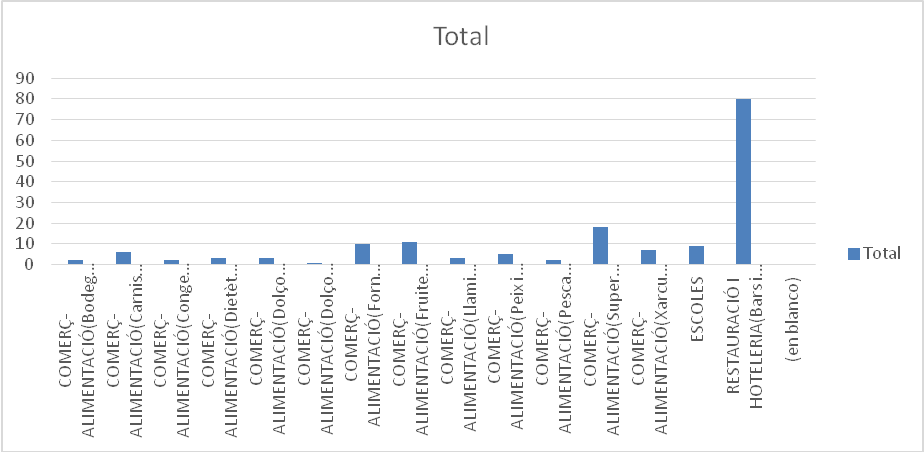 Total
90
80
70
60
50
40
30
20
10
0
COMERÇ-
ALIMENTACIÓ(Bodeg...
COMERÇ-
ALIMENTACIÓ(Carnis...
COMERÇ-
ALIMENTACIÓ(Conge...
COMERÇ-
ALIMENTACIÓ(Dietèt...
COMERÇ-
ALIMENTACIÓ(Dolço...
COMERÇ-
ALIMENTACIÓ(Dolço...
COMERÇ-
ALIMENTACIÓ(Forn...
COMERÇ-
ALIMENTACIÓ(Fruite...
COMERÇ-
ALIMENTACIÓ(Llami...
COMERÇ-
ALIMENTACIÓ(Peix i...
COMERÇ-
ALIMENTACIÓ(Pesca...
COMERÇ-
ALIMENTACIÓ(Super...
COMERÇ-
ALIMENTACIÓ(Xarcu...
ESCOLES
RESTAURACIÓ I
HOTELERIA(Bars i...
(en blanco)
Total